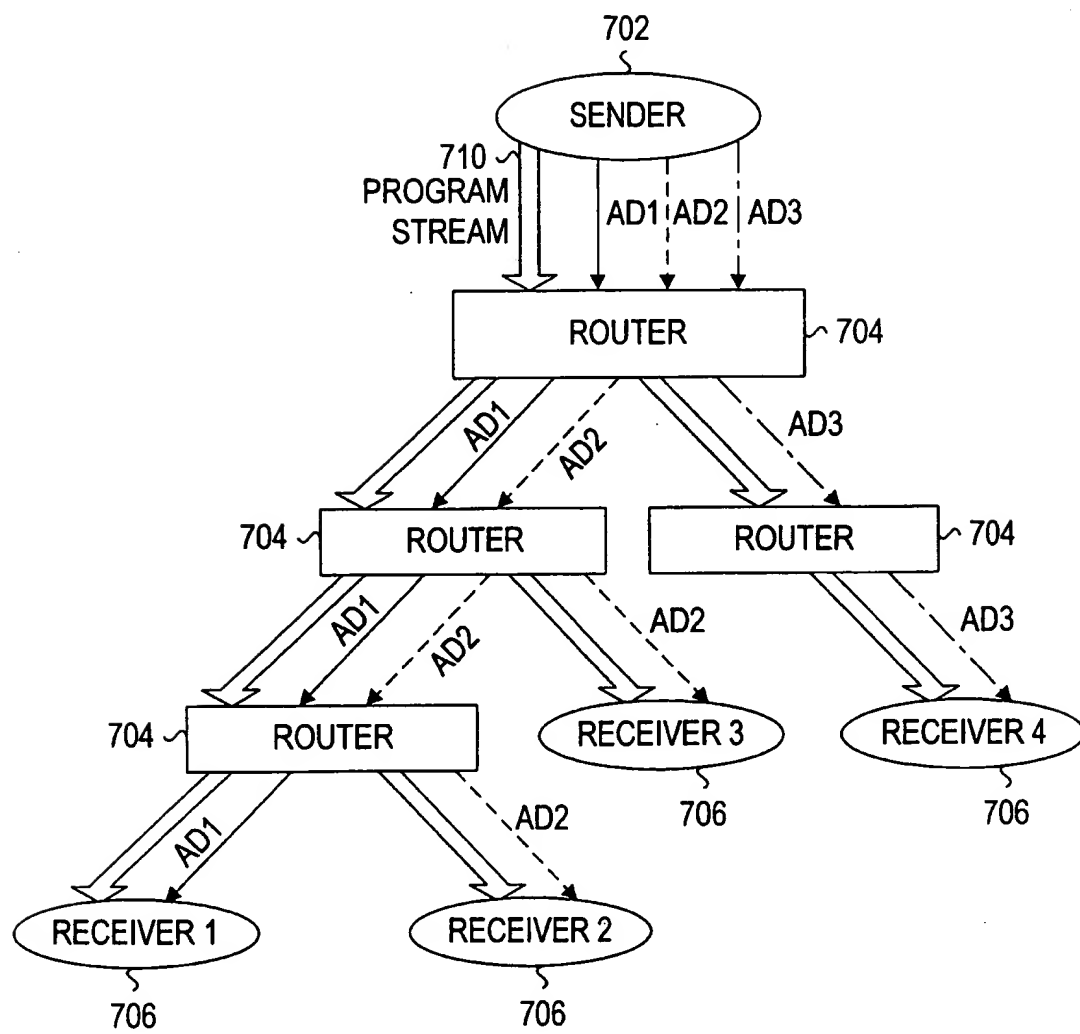 702
SENDER
710
PROGRAM
STREAM
AD1
AD2
AD3
ROUTER
704
AD1
AD2
AD3
704
ROUTER
ROUTER
704
AD1
AD2
AD2
AD3
704
ROUTER
RECEIVER 3
RECEIVER 4
706
706
AD1
AD2
RECEIVER 1
RECEIVER 2
706
706